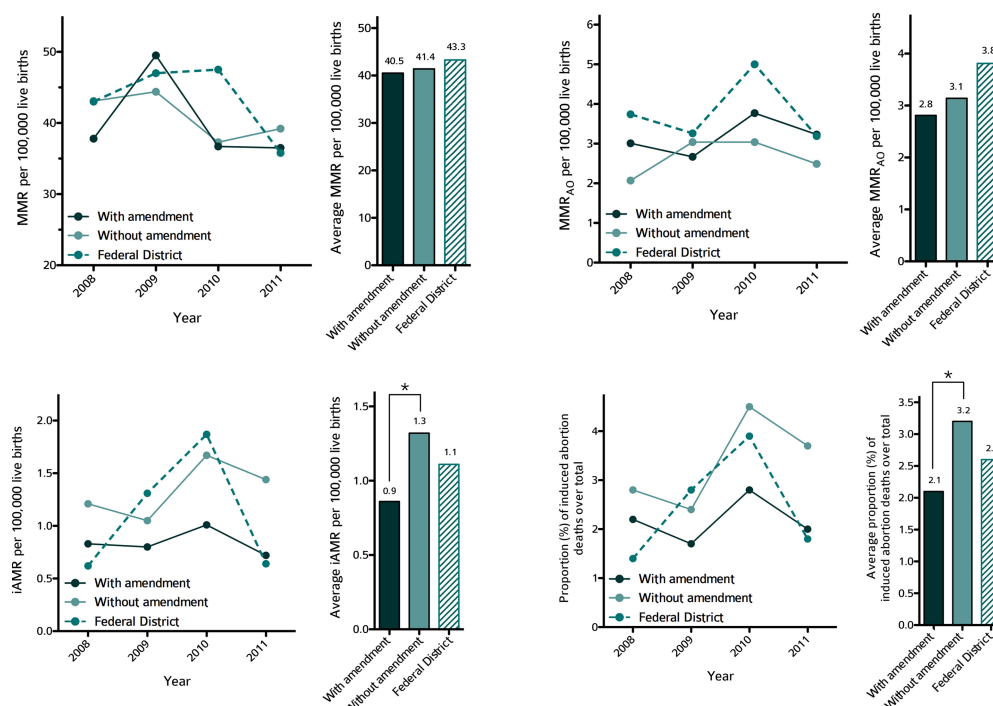 MMR per 100,000 live births
50
40
30
20
With amendment
Without amendment
Federal District
2008
2009
2010
2011
Year
Average MMR per 100,000 live births
50
40
30
20
10
0
40.5
41.4
43.3
With amendment
Without amendment
Federal District
MMRAO per 100,000 live births
6
5
4
3
2
1
0
With amendment
Without amendment
Federal District
2008
2009
2010
2011
Year
Average MMRAO per 100,000 live births
4
3
2
1
0
2.8
3.1
3.8
With amendment
Without amendment
Federal District
iAMR per 100,000 live births
2.0
1.5
1.0
0.5
0.0
With amendment
Without amendment
Federal District
2008
2009
2010
2011
Year
Average iAMR per 100,000 live births
1.5
1.0
0.5
0.0
*
0.9
1.3
1.1
With amendment
Without amendment
Federal District
Proportion (%) of induced abortion
deaths over total
4
3
2
1
0
With amendment
Without amendment
Federal District
2008
2009
2010
2011
Year
Average proportion (%) of
induced abortion deaths over total
3.5
3.0
2.5
2.0
1.5
1.0
0.5
0.0
*
2.1
3.2
2.
With amendment
Without amendment
Federal District